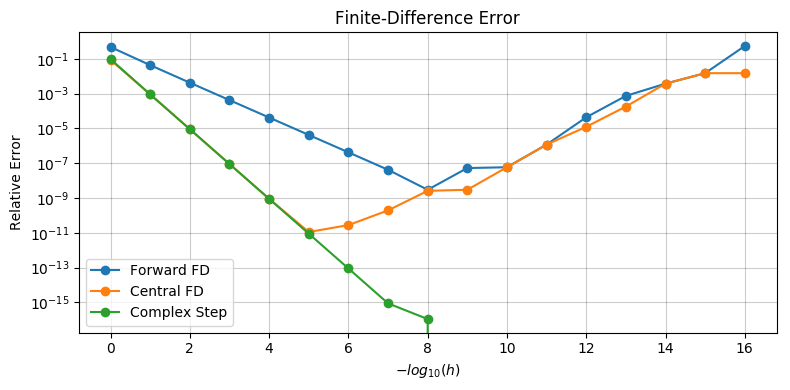 Finite-Difference Error
Relative Error
10⁻¹
10⁻³
10⁻⁵
10⁻⁷
10⁻⁹
10⁻¹¹
10⁻¹³
10⁻¹⁵
Forward FD
Central FD
Complex Step
0 2 4 6 8 10 12 14 16
−log₁₀(h)